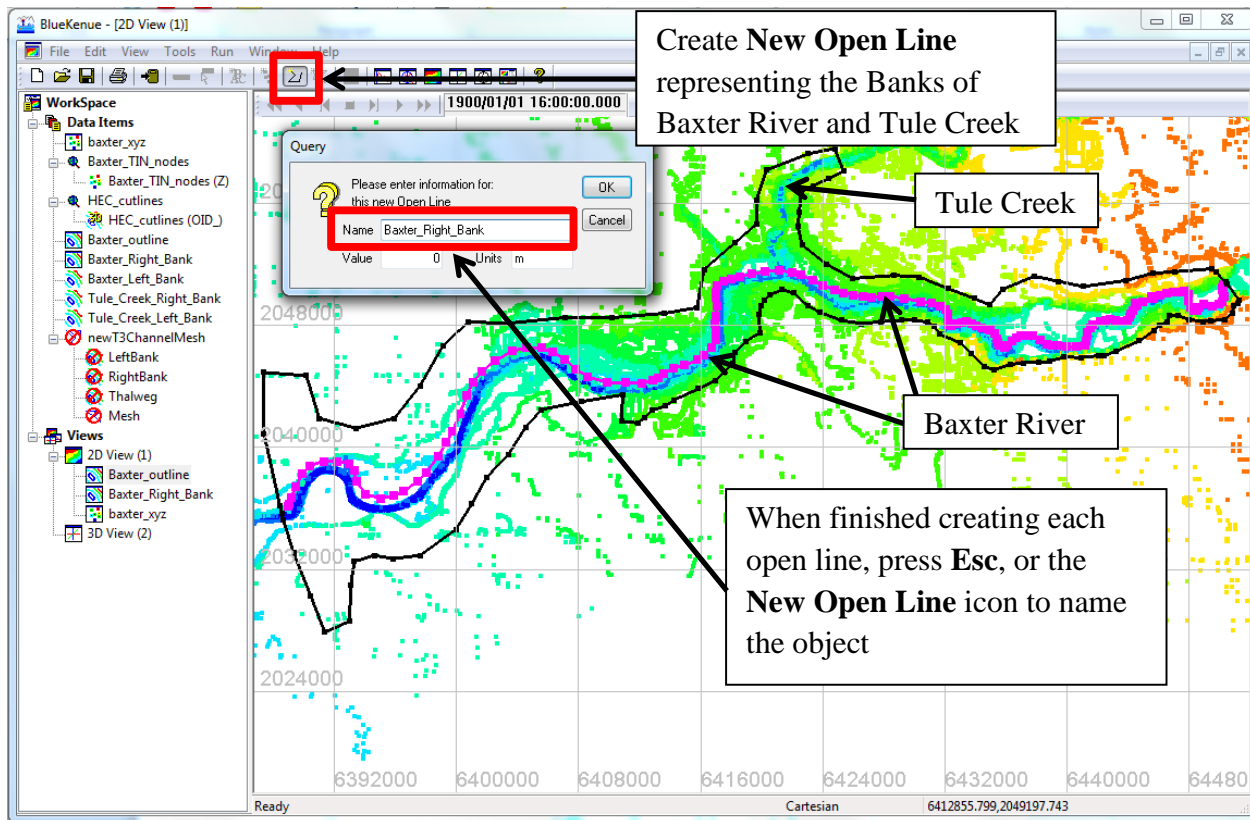 BlueKenue - [2D View (1)]
File Edit View Tools Run Window Help
Create New Open Line
representing the Banks of
Baxter River and Tule Creek
WorkSpace
Data Items
baxter_xyz
Baxter_TIN_nodes
Baxter_TIN_nodes (Z)
HEC_cutlines
HEC_cutlines (OID_)
Baxter_outline
Baxter_Right_Bank
Baxter_Left_Bank
Tule_Creek_Right_Bank
Tule_Creek_Left_Bank
newT3ChannelMesh
LeftBank
RightBank
Thalweg
Mesh
Views
2D View (1)
Baxter_outline
Baxter_Right_Bank
baxter_xyz
3D View (2)
1900/01/01 16:00:00.000
Query
Please enter information for:
this new Open Line
OK
Cancel
Name Baxter_Right_Bank
Value 0 Units m
Tule Creek
Baxter River
When finished creating each
open line, press Esc, or the
New Open Line icon to name
the object
2048000
2040000
2032000
2024000
6392000 6400000 6408000 6416000 6424000 6432000 6440000 64480
Ready Cartesian 6412855.799,2049197.743